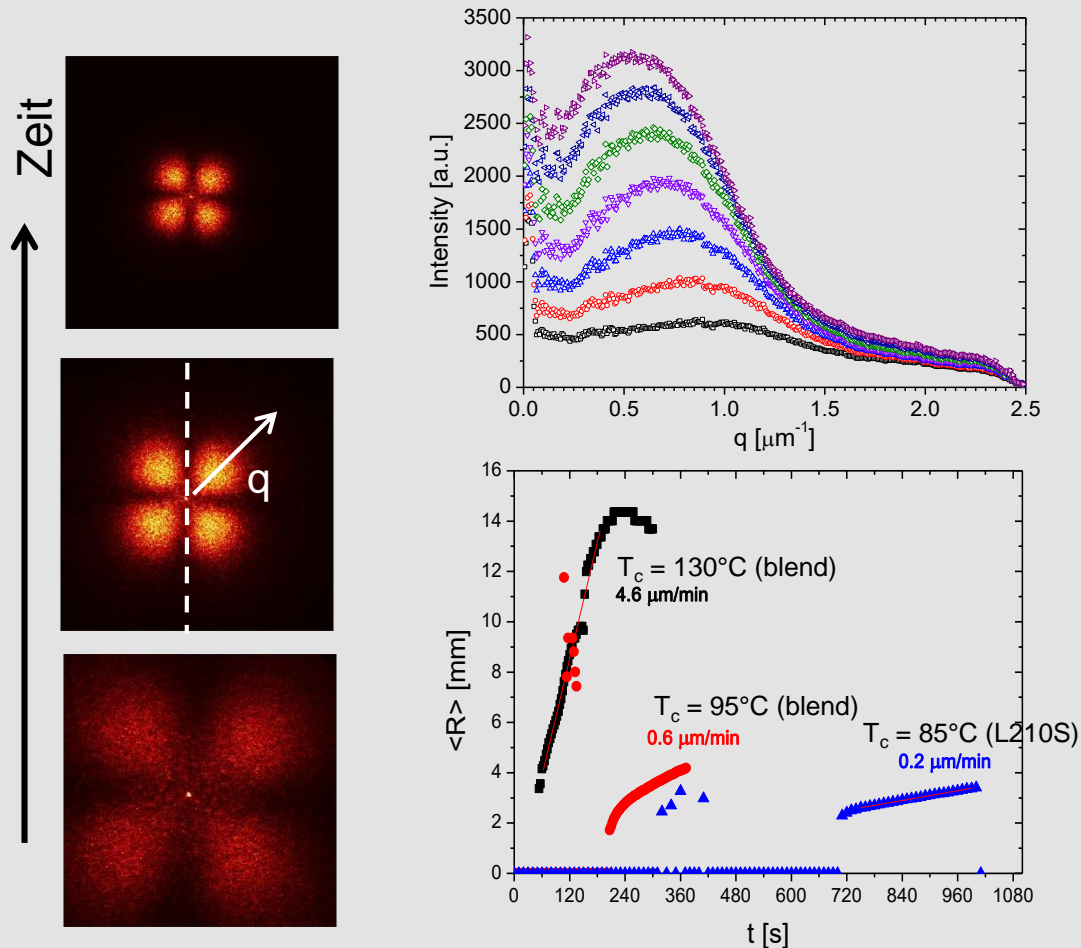 Zeit
q
3500
3000
2500
2000
1500
1000
500
0
Intensity [a.u.]
0.0 0.5 1.0 1.5 2.0 2.5
q [μm⁻¹]
16
14
12
10
8
6
4
2
0
<R> [mm]
T_c = 130°C (blend)
4.6 μm/min
T_c = 95°C (blend)
0.6 μm/min
T_c = 85°C (L210S)
0.2 μm/min
0 120 240 360 480 600 720 840 960 1080
t [s]